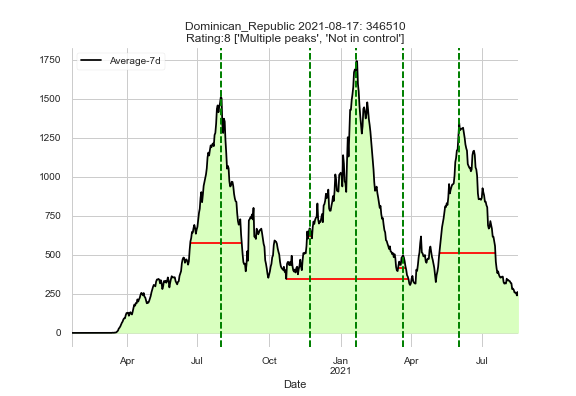 Dominican_Republic 2021-08-17: 346510
Rating:8 ['Multiple peaks', 'Not in control']
Average-7d
1750
1500
1250
1000
750
500
250
0
Apr
Jul
Oct
Jan
2021
Apr
Jul
Date